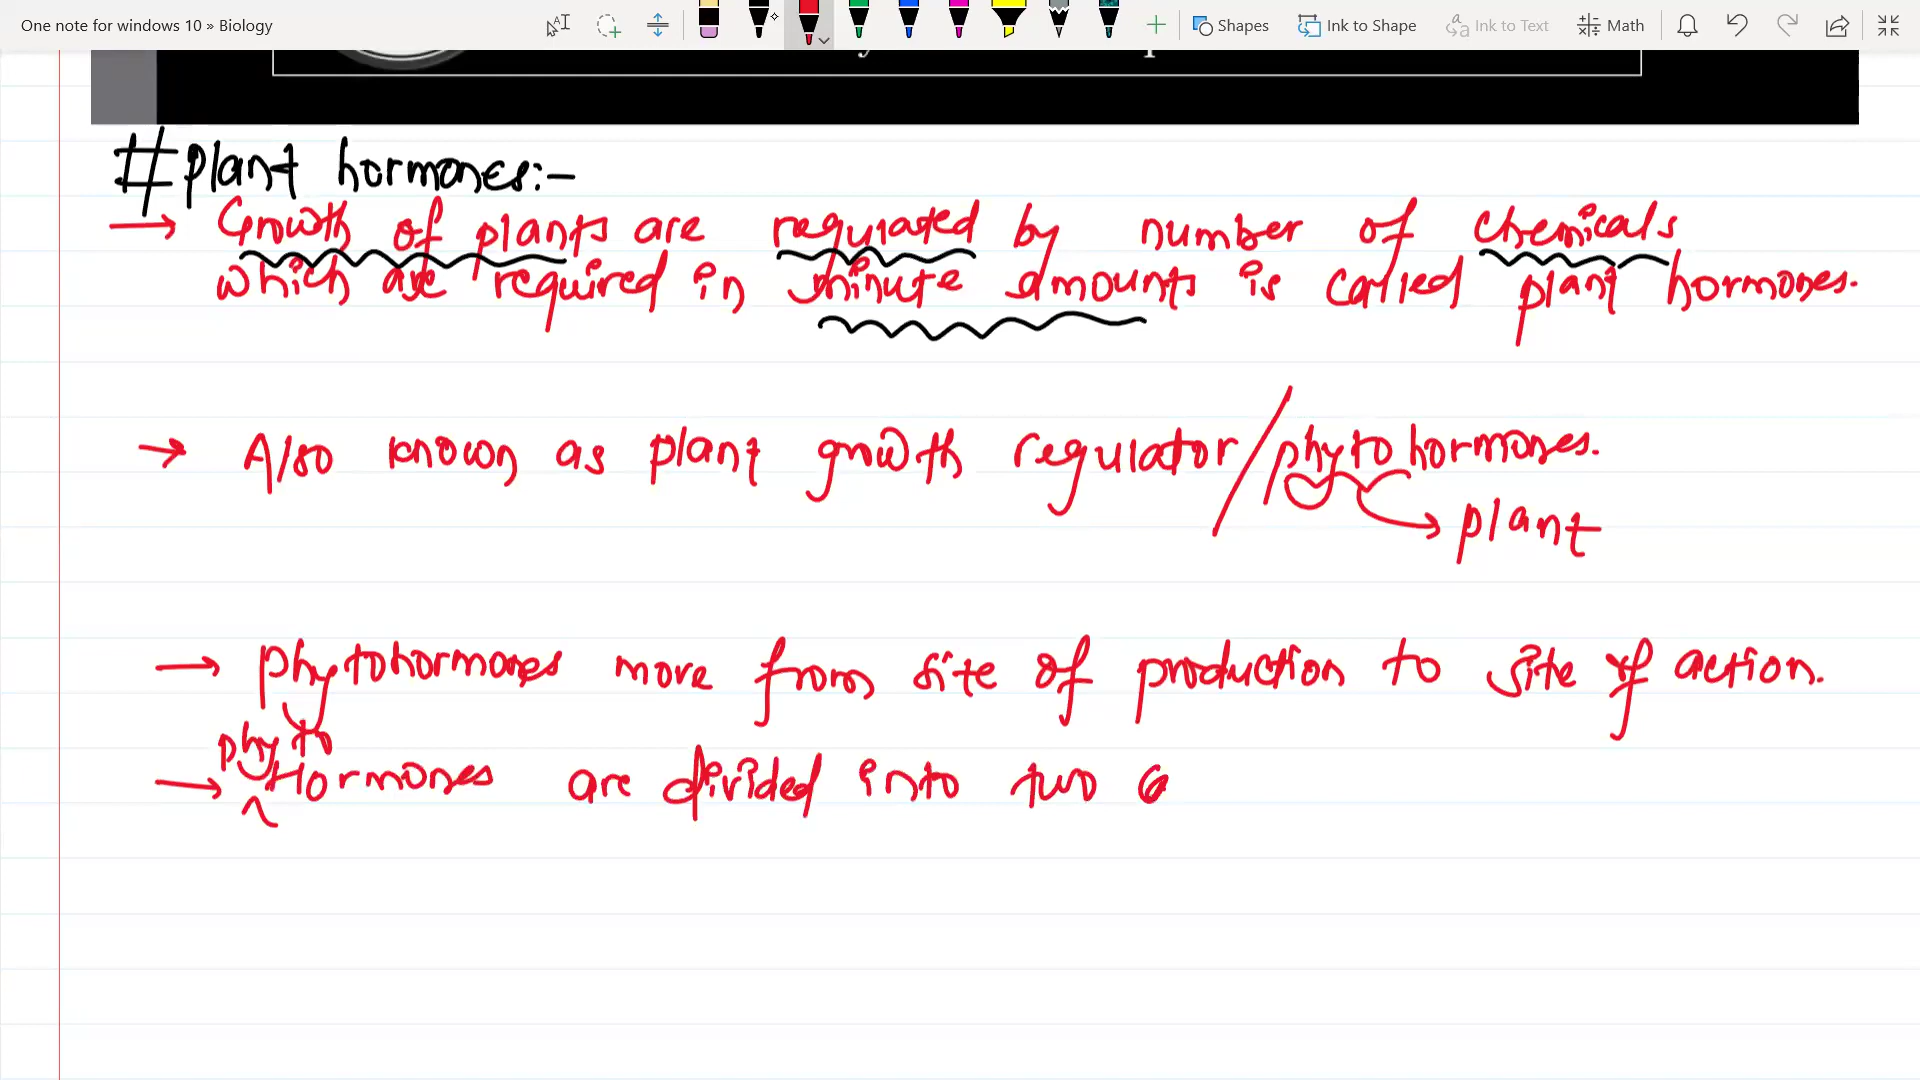 One note for windows 10 » Biology
Shapes
Ink to Shape
Ink to Text
Math
#plant hormones:-
→ Growth of plants are regulated by number of chemicals
which are required in minute amounts is called plant hormones.
→ Also known as plant growth regulator/phytohormones.
→ plant
→ phytohormones move from site of production to site of action.
phyto
→ Hormones are divided into two